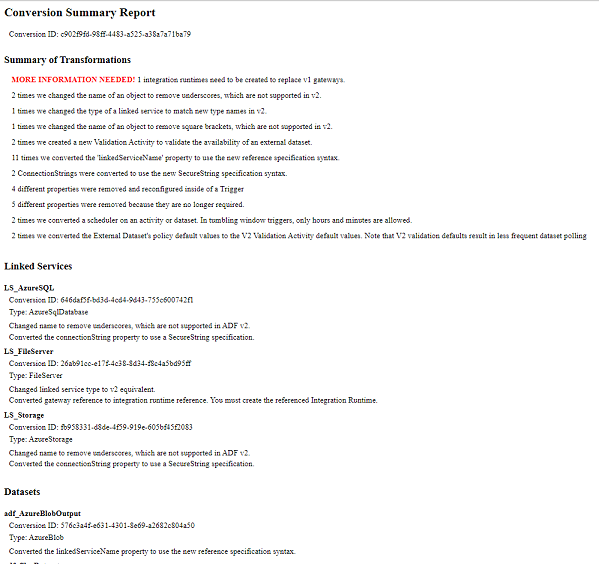 Conversion Summary Report
Conversion ID: c902f9fd-98ff-4483-a525-a38a7a71ba79
Summary of Transformations
MORE INFORMATION NEEDED! 1 integration runtimes need to be created to replace v1 gateways.
2 times we changed the name of an object to remove underscores, which are not supported in v2.
1 times we changed the type of a linked service to match new type names in v2.
1 times we changed the name of an object to remove square brackets, which are not supported in v2.
2 times we created a new Validation Activity to validate the availability of an external dataset.
11 times we converted the 'linkedServiceName' property to use the new reference specification syntax.
2 ConnectionStrings were converted to use the new SecureString specification syntax.
4 different properties were removed and reconfigured inside of a Trigger
5 different properties were removed because they are no longer required.
2 times we converted a scheduler on an activity or dataset. In tumbling window triggers, only hours and minutes are allowed.
2 times we converted the External Dataset's policy default values to the V2 Validation Activity default values. Note that V2 validation defaults result in less frequent dataset polling
Linked Services
LS_AzureSQL
Conversion ID: 646daf5f-bd3d-4cd4-9d43-755c600742f1
Type: AzureSqlDatabase
Changed name to remove underscores, which are not supported in ADF v2.
Converted the connectionString property to use a SecureString specification.
LS_FileServer
Conversion ID: 26ab91cc-e17f-4c38-8d34-f8c4a5bd95ff
Type: FileServer
Changed linked service type to v2 equivalent.
Converted gateway reference to integration runtime reference. You must create the referenced Integration Runtime.
LS_Storage
Conversion ID: fb958331-d8de-4f59-919e-605bf45f2083
Type: AzureStorage
Changed name to remove underscores, which are not supported in ADF v2.
Converted the connectionString property to use a SecureString specification.
Datasets
adf_AzureBlobOutput
Conversion ID: 576c3a4f-e631-4301-8e69-a2682c804a50
Type: AzureBlob
Converted the linkedServiceName property to use the new reference specification syntax.